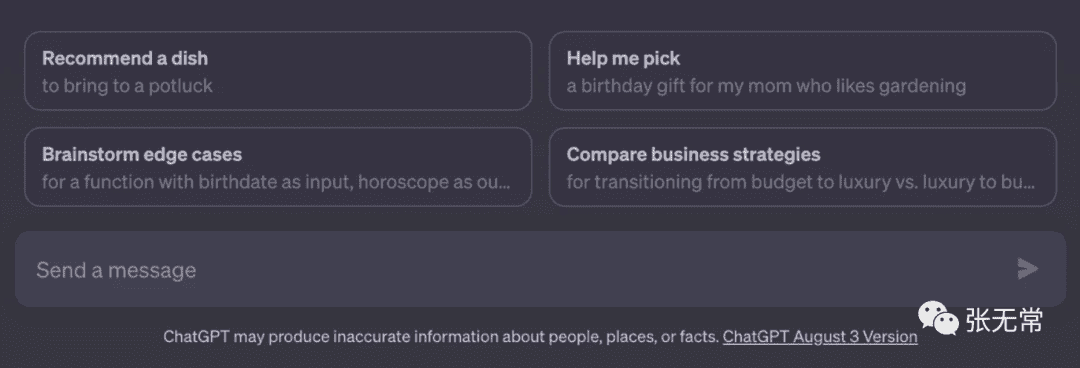 Recommend a dish
to bring to a potluck
Help me pick
a birthday gift for my mom who likes gardening
Brainstorm edge cases
for a function with birthdate as input, horoscope as ou...
Compare business strategies
for transitioning from budget to luxury vs. luxury to bu...
Send a message
ChatGPT may produce inaccurate information about people, places, or facts. ChatGPT August 3 Version
张无常